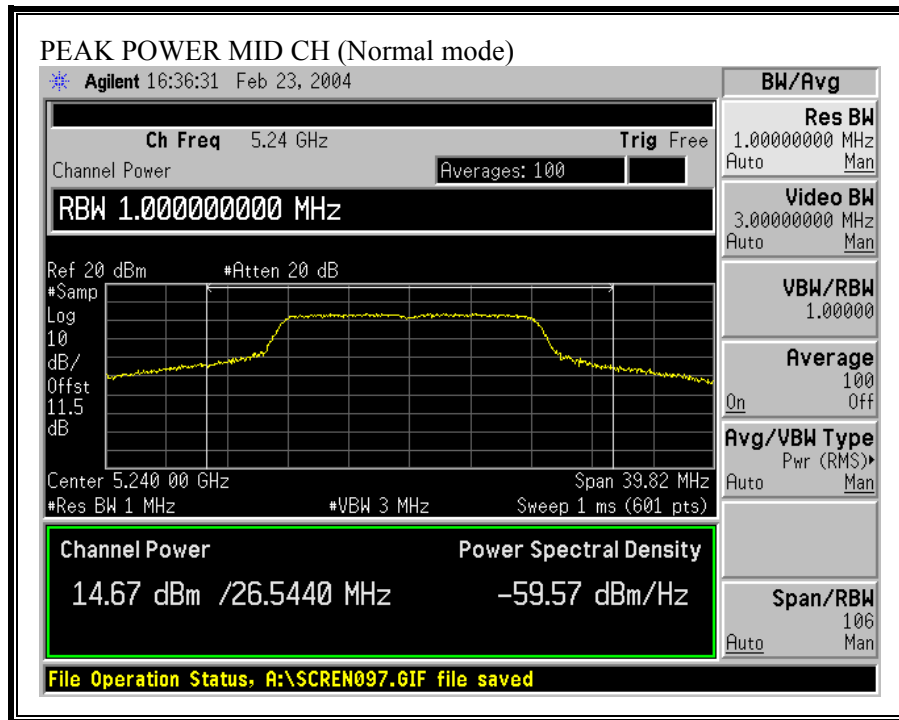 PEAK POWER MID CH (Normal mode)
Agilent 16:36:31 Feb 23, 2004
BW/Avg
Ch Freq 5.24 GHz Trig Free
Channel Power Averages: 100
RBW 1.000000000 MHz
Ref 20 dBm #Atten 20 dB
#Samp
Log
10
dB/
Offst
11.5
dB
Center 5.240 00 GHz Span 39.82 MHz
#Res BW 1 MHz #VBW 3 MHz Sweep 1 ms (601 pts)
Channel Power Power Spectral Density
14.67 dBm /26.5440 MHz -59.57 dBm/Hz
File Operation Status, A:\SCREN097.GIF file saved
Res BW
1.00000000 MHz
Auto Man
Video BW
3.00000000 MHz
Auto Man
VBW/RBW
1.00000
Average
100
On Off
Avg/VBW Type
Pwr (RMS)
Auto Man
Span/RBW
106
Auto Man